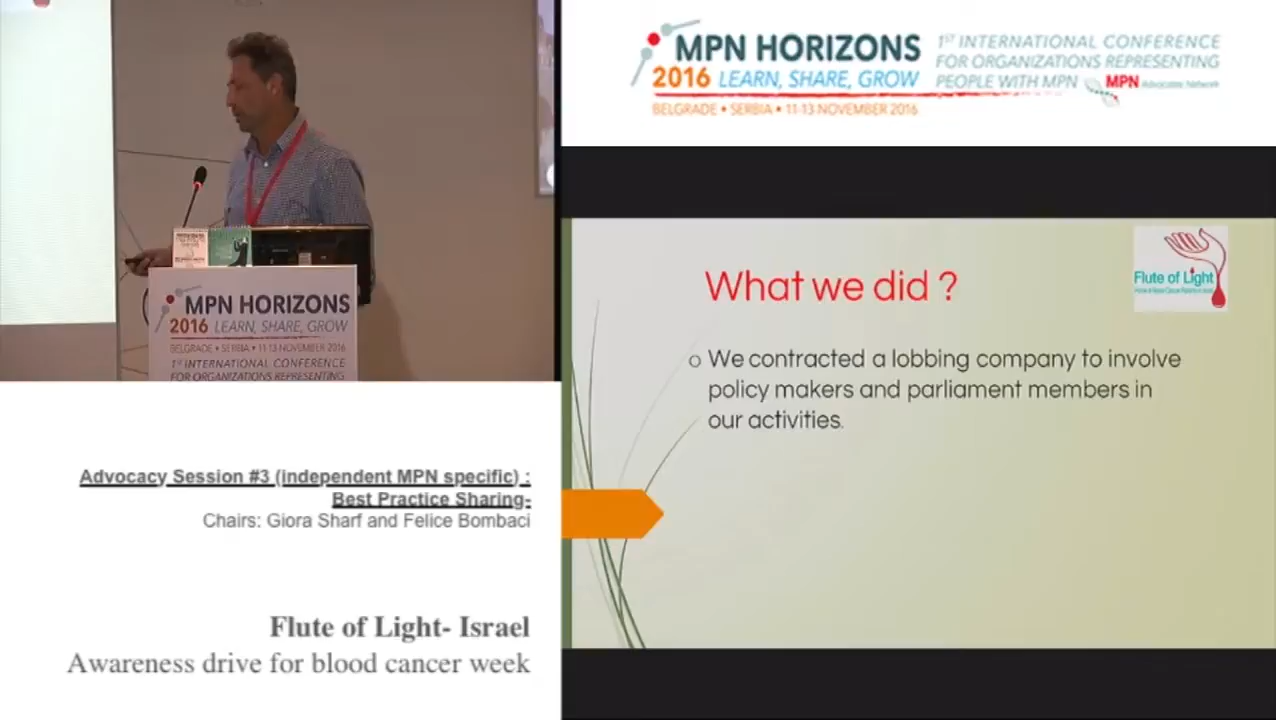 MPN HORIZONS
2016 LEARN, SHARE, GROW
BELGRADE • SERBIA • 11-13 NOVEMBER 2016
1ST INTERNATIONAL CONFERENCE
FOR ORGANIZATIONS REPRESENTING
PEOPLE WITH MPN
MPN Advocates Network
MPN HORIZONS
2016 LEARN, SHARE, GROW
BELGRADE • SERBIA • 11-13 NOVEMBER 2016
1ST INTERNATIONAL CONFERENCE
FOR ORGANIZATIONS REPRESENTING
Advocacy Session #3 (independent MPN specific) :
Best Practice Sharing-
Chairs: Giora Sharf and Felice Bombaci
Flute of Light- Israel
Awareness drive for blood cancer week
What we did ?
Flute of Light
o We contracted a lobbing company to involve
policy makers and parliament members in
our activities.